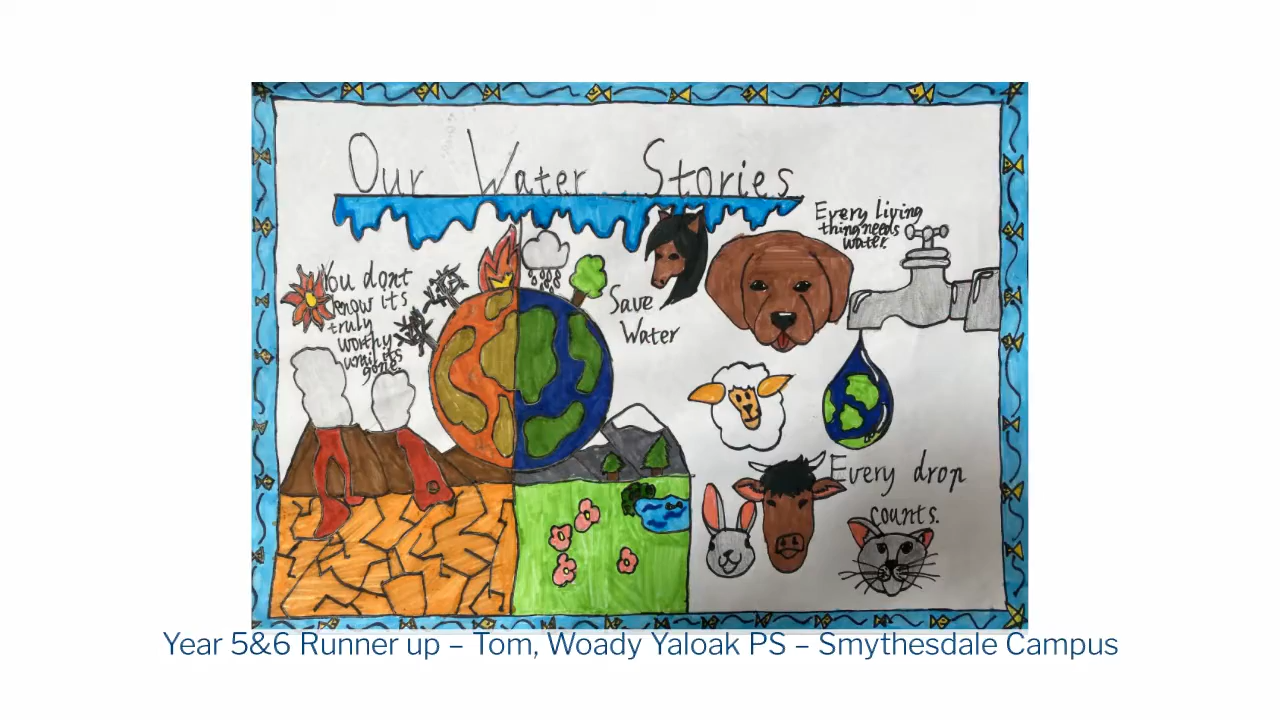 Our Water Stories
Every living
thing needs
water.
You dont
know its
truly
worthy
until its
gone.
Save
Water
Every drop
counts.
Year 5&6 Runner up – Tom, Woady Yaloak PS – Smythesdale Campus